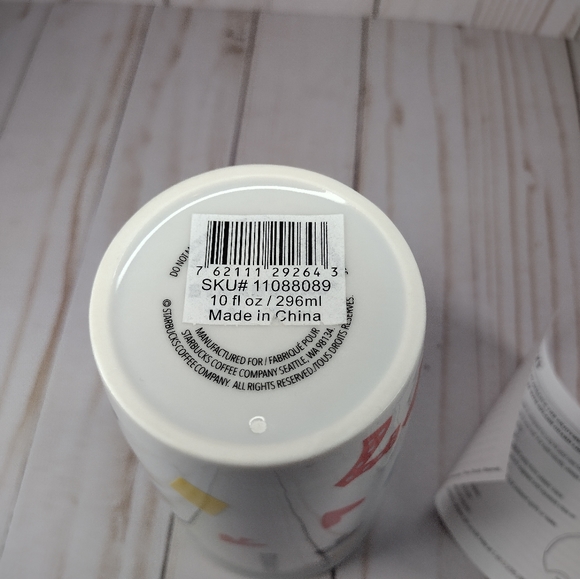 DO NOT
7 62111 29264 3
SKU# 11088089
10 fl oz / 296ml
Made in China
MANUFACTURED FOR / FABRIQUÉ POUR
STARBUCKS COFFEE COMPANY SEATTLE, WA 98134
© STARBUCKS COFFEE COMPANY. ALL RIGHTS RESERVED./TOUS DROITS RÉSERVÉS.